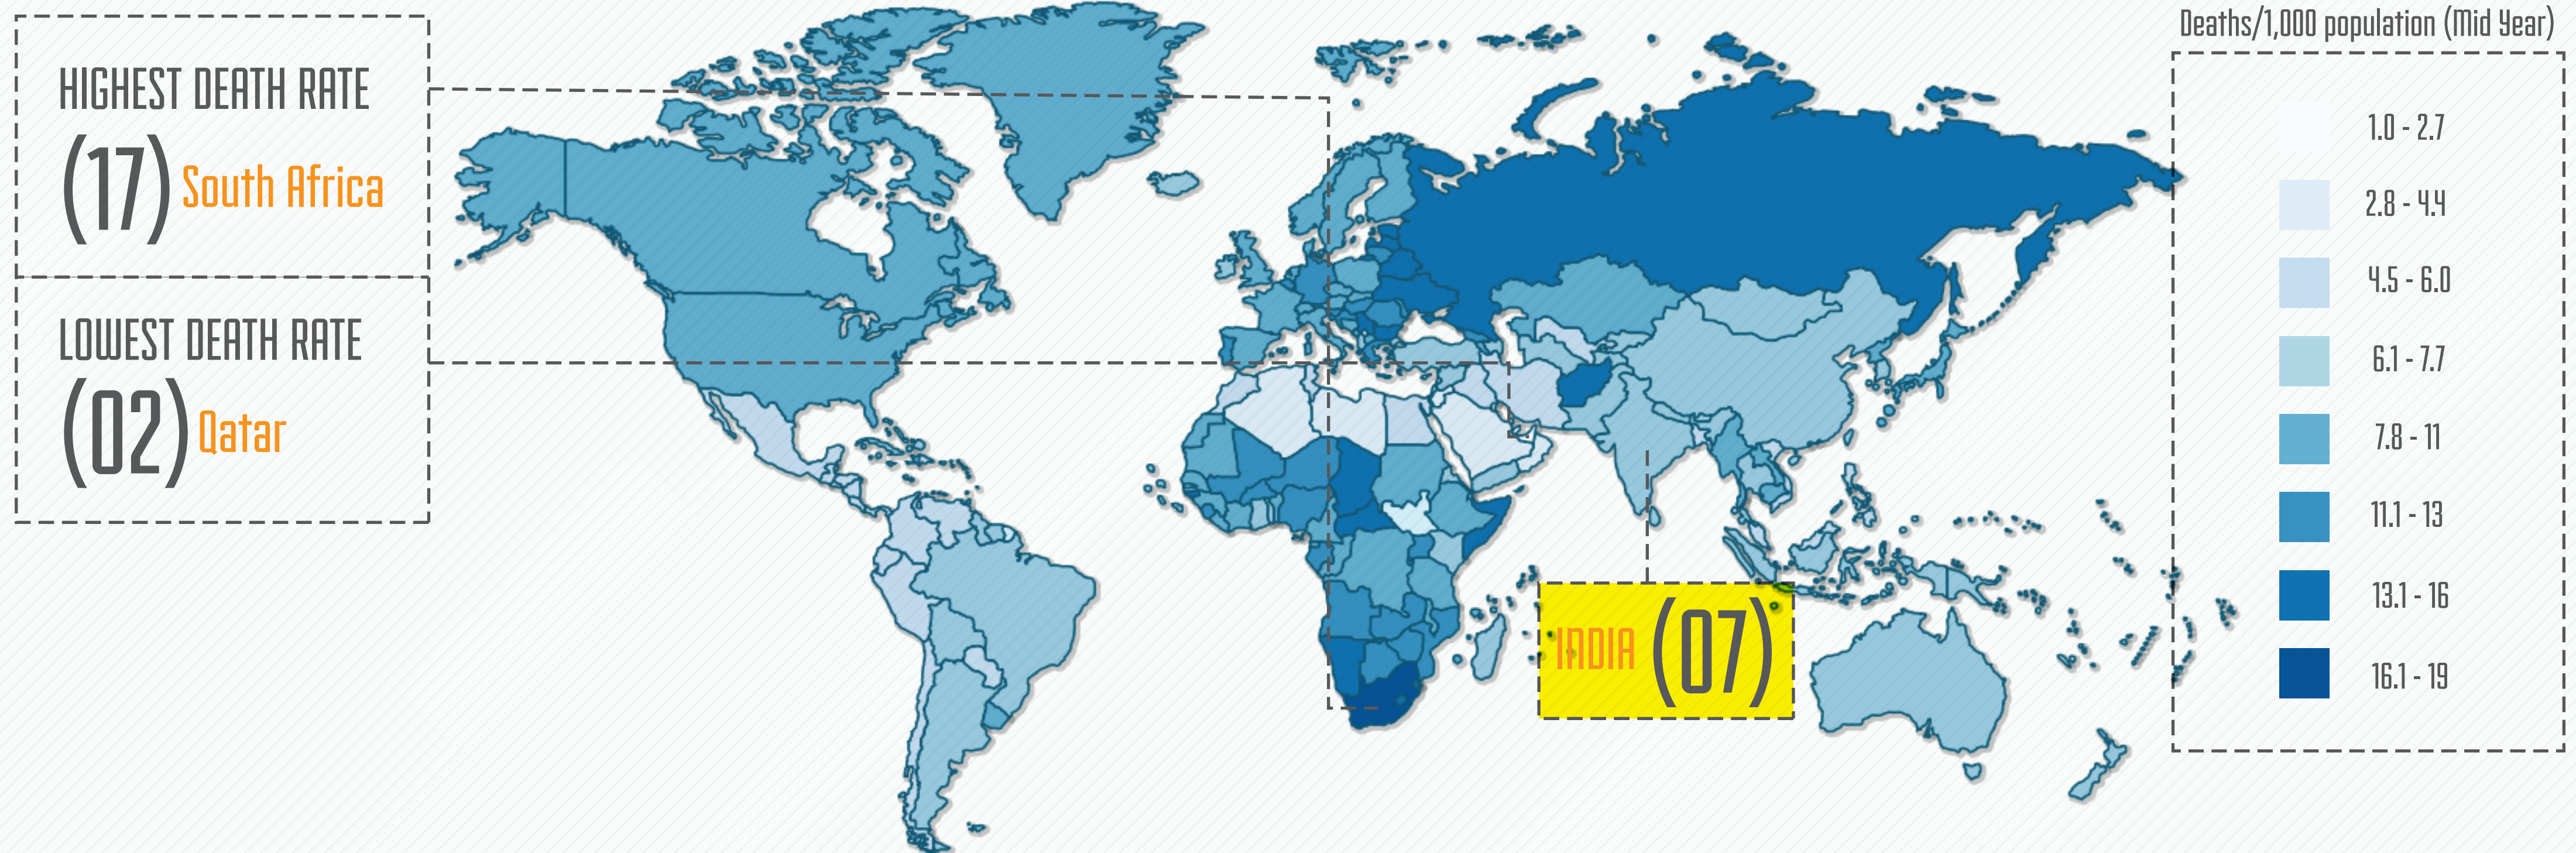 HIGHEST DEATH RATE
(17) South Africa
LOWEST DEATH RATE
(02) Qatar
INDIA (07)
Deaths/1,000 population (Mid Year)
1.0 - 2.7
2.8 - 4.4
4.5 - 6.0
6.1 - 7.7
7.8 - 11
11.1 - 13
13.1 - 16
16.1 - 19